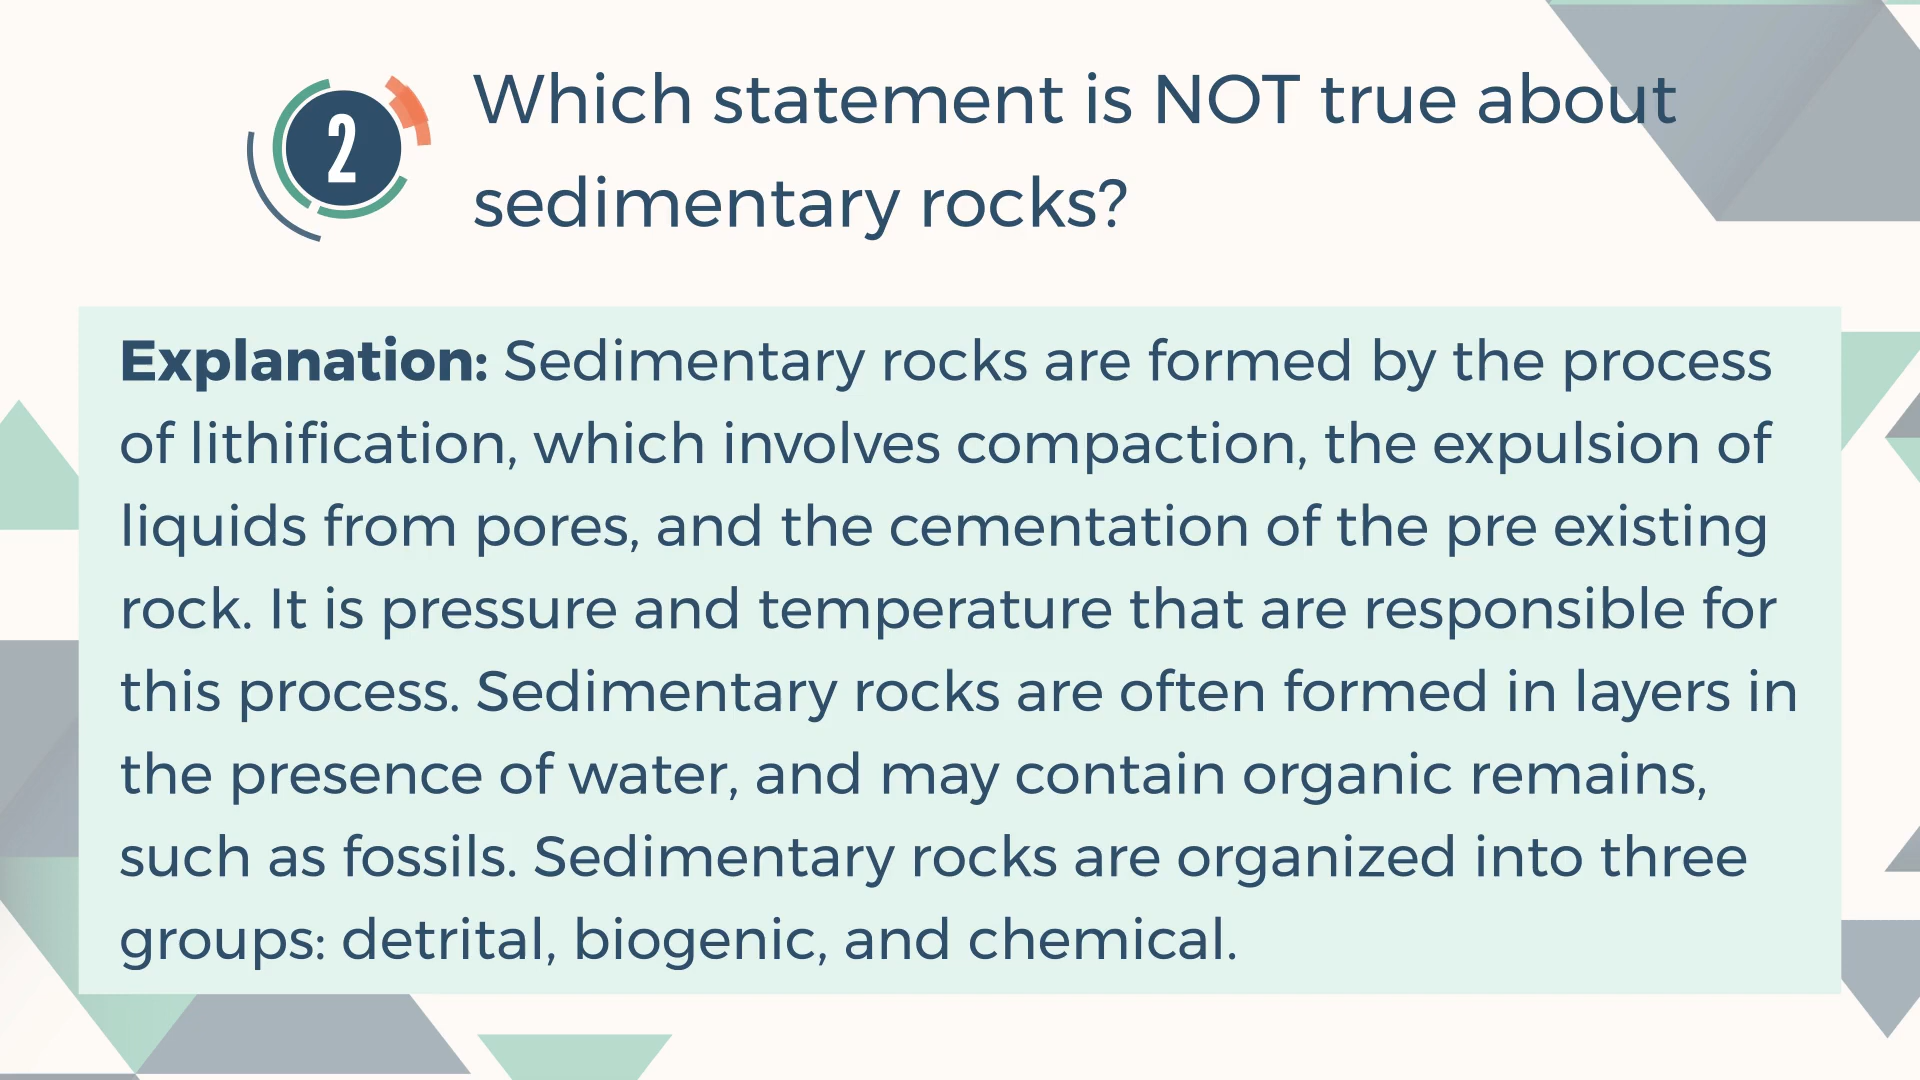 2
Which statement is NOT true about
sedimentary rocks?
Explanation: Sedimentary rocks are formed by the process
of lithification, which involves compaction, the expulsion of
liquids from pores, and the cementation of the pre existing
rock. It is pressure and temperature that are responsible for
this process. Sedimentary rocks are often formed in layers in
the presence of water, and may contain organic remains,
such as fossils. Sedimentary rocks are organized into three
groups: detrital, biogenic, and chemical.